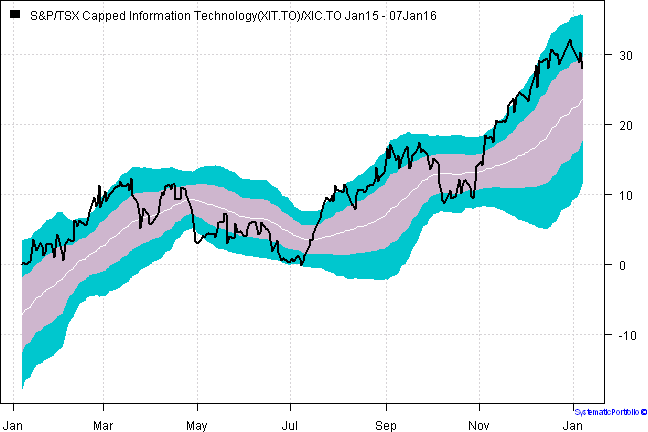 S&P/TSX Capped Information Technology(XIT.TO)/XIC.TO Jan15 - 07Jan16
30
20
10
0
-10
Jan Mar May Jul Sep Nov Jan
SystematicPortfolio ©